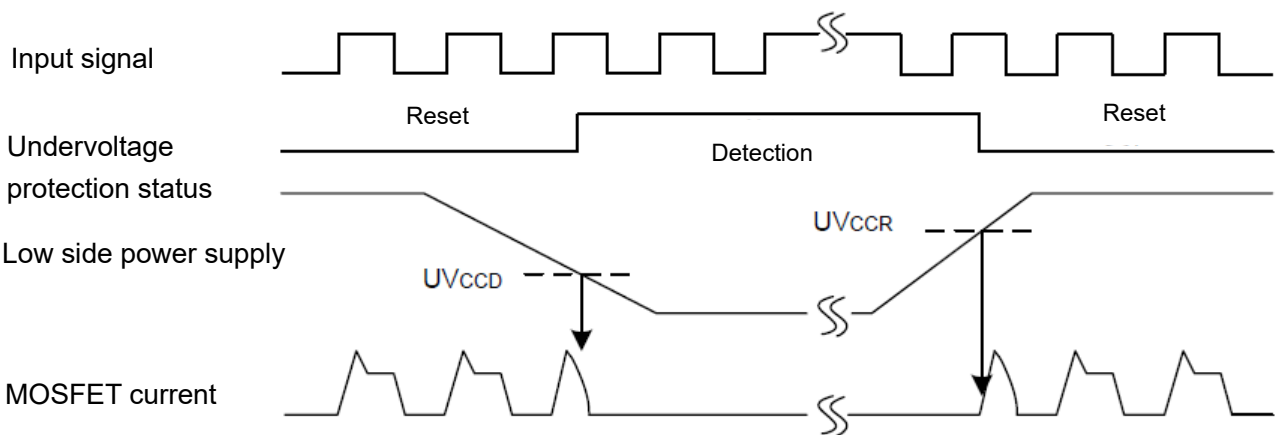 Input signal
Reset
Reset
Undervoltage
protection status
Detection
Low side power supply
UVCCR
UVCCD
MOSFET current